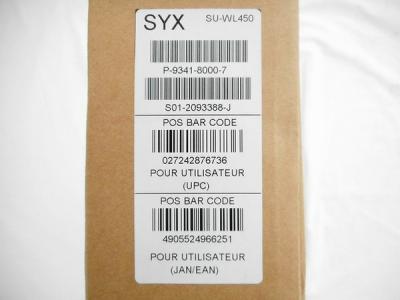 SYX SU-WL450
P-9341-8000-7
S01-2093388-J
POS BAR CODE
027242876736
POUR UTILISATEUR
(UPC)
POS BAR CODE
4905524966251
POUR UTILISATEUR
(JAN/EAN)